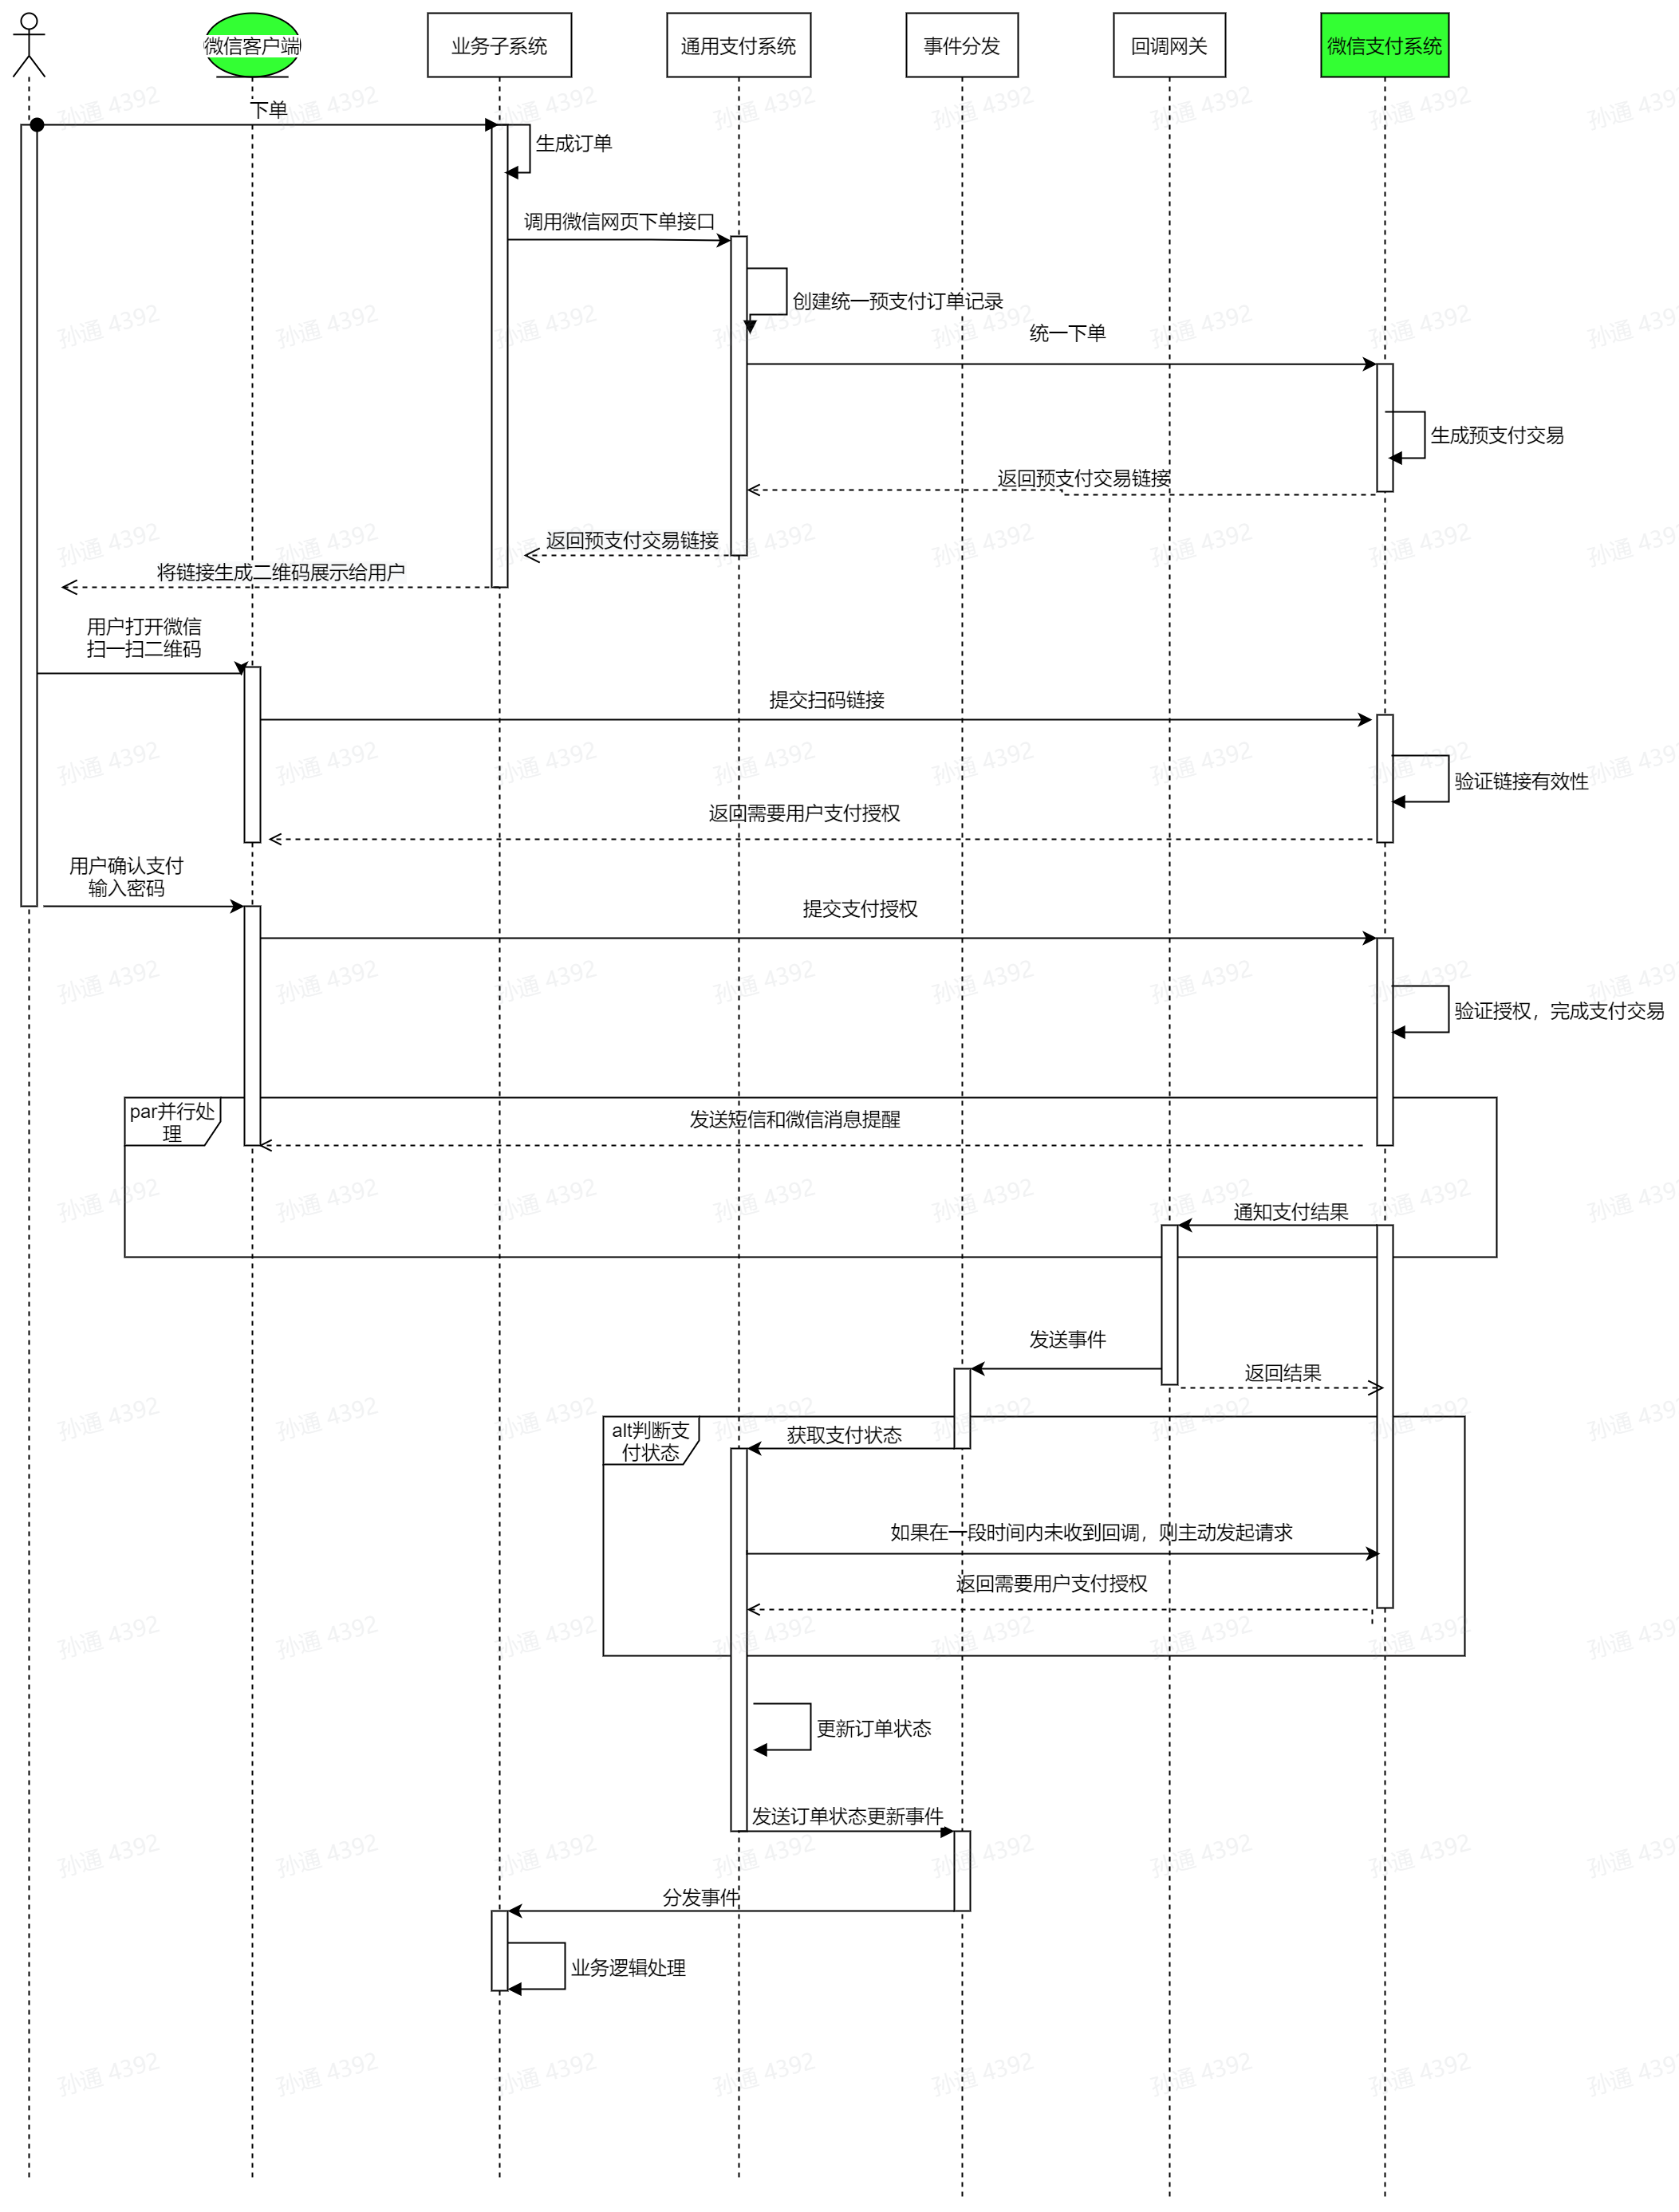 微信客户端
业务子系统
通用支付系统
事件分发
回调网关
微信支付系统
下单
生成订单
调用微信网页下单接口
创建统一预支付订单记录
统一下单
生成预支付交易
返回预支付交易链接
返回预支付交易链接
将链接生成二维码展示给用户
用户打开微信
扫一扫二维码
提交扫码链接
验证链接有效性
返回需要用户支付授权
用户确认支付
输入密码
提交支付授权
验证授权，完成支付交易
par并行处
理
发送短信和微信消息提醒
通知支付结果
发送事件
返回结果
alt判断支
付状态
获取支付状态
如果在一段时间内未收到回调，则主动发起请求
返回需要用户支付授权
更新订单状态
发送订单状态更新事件
分发事件
业务逻辑处理
孙通 4392